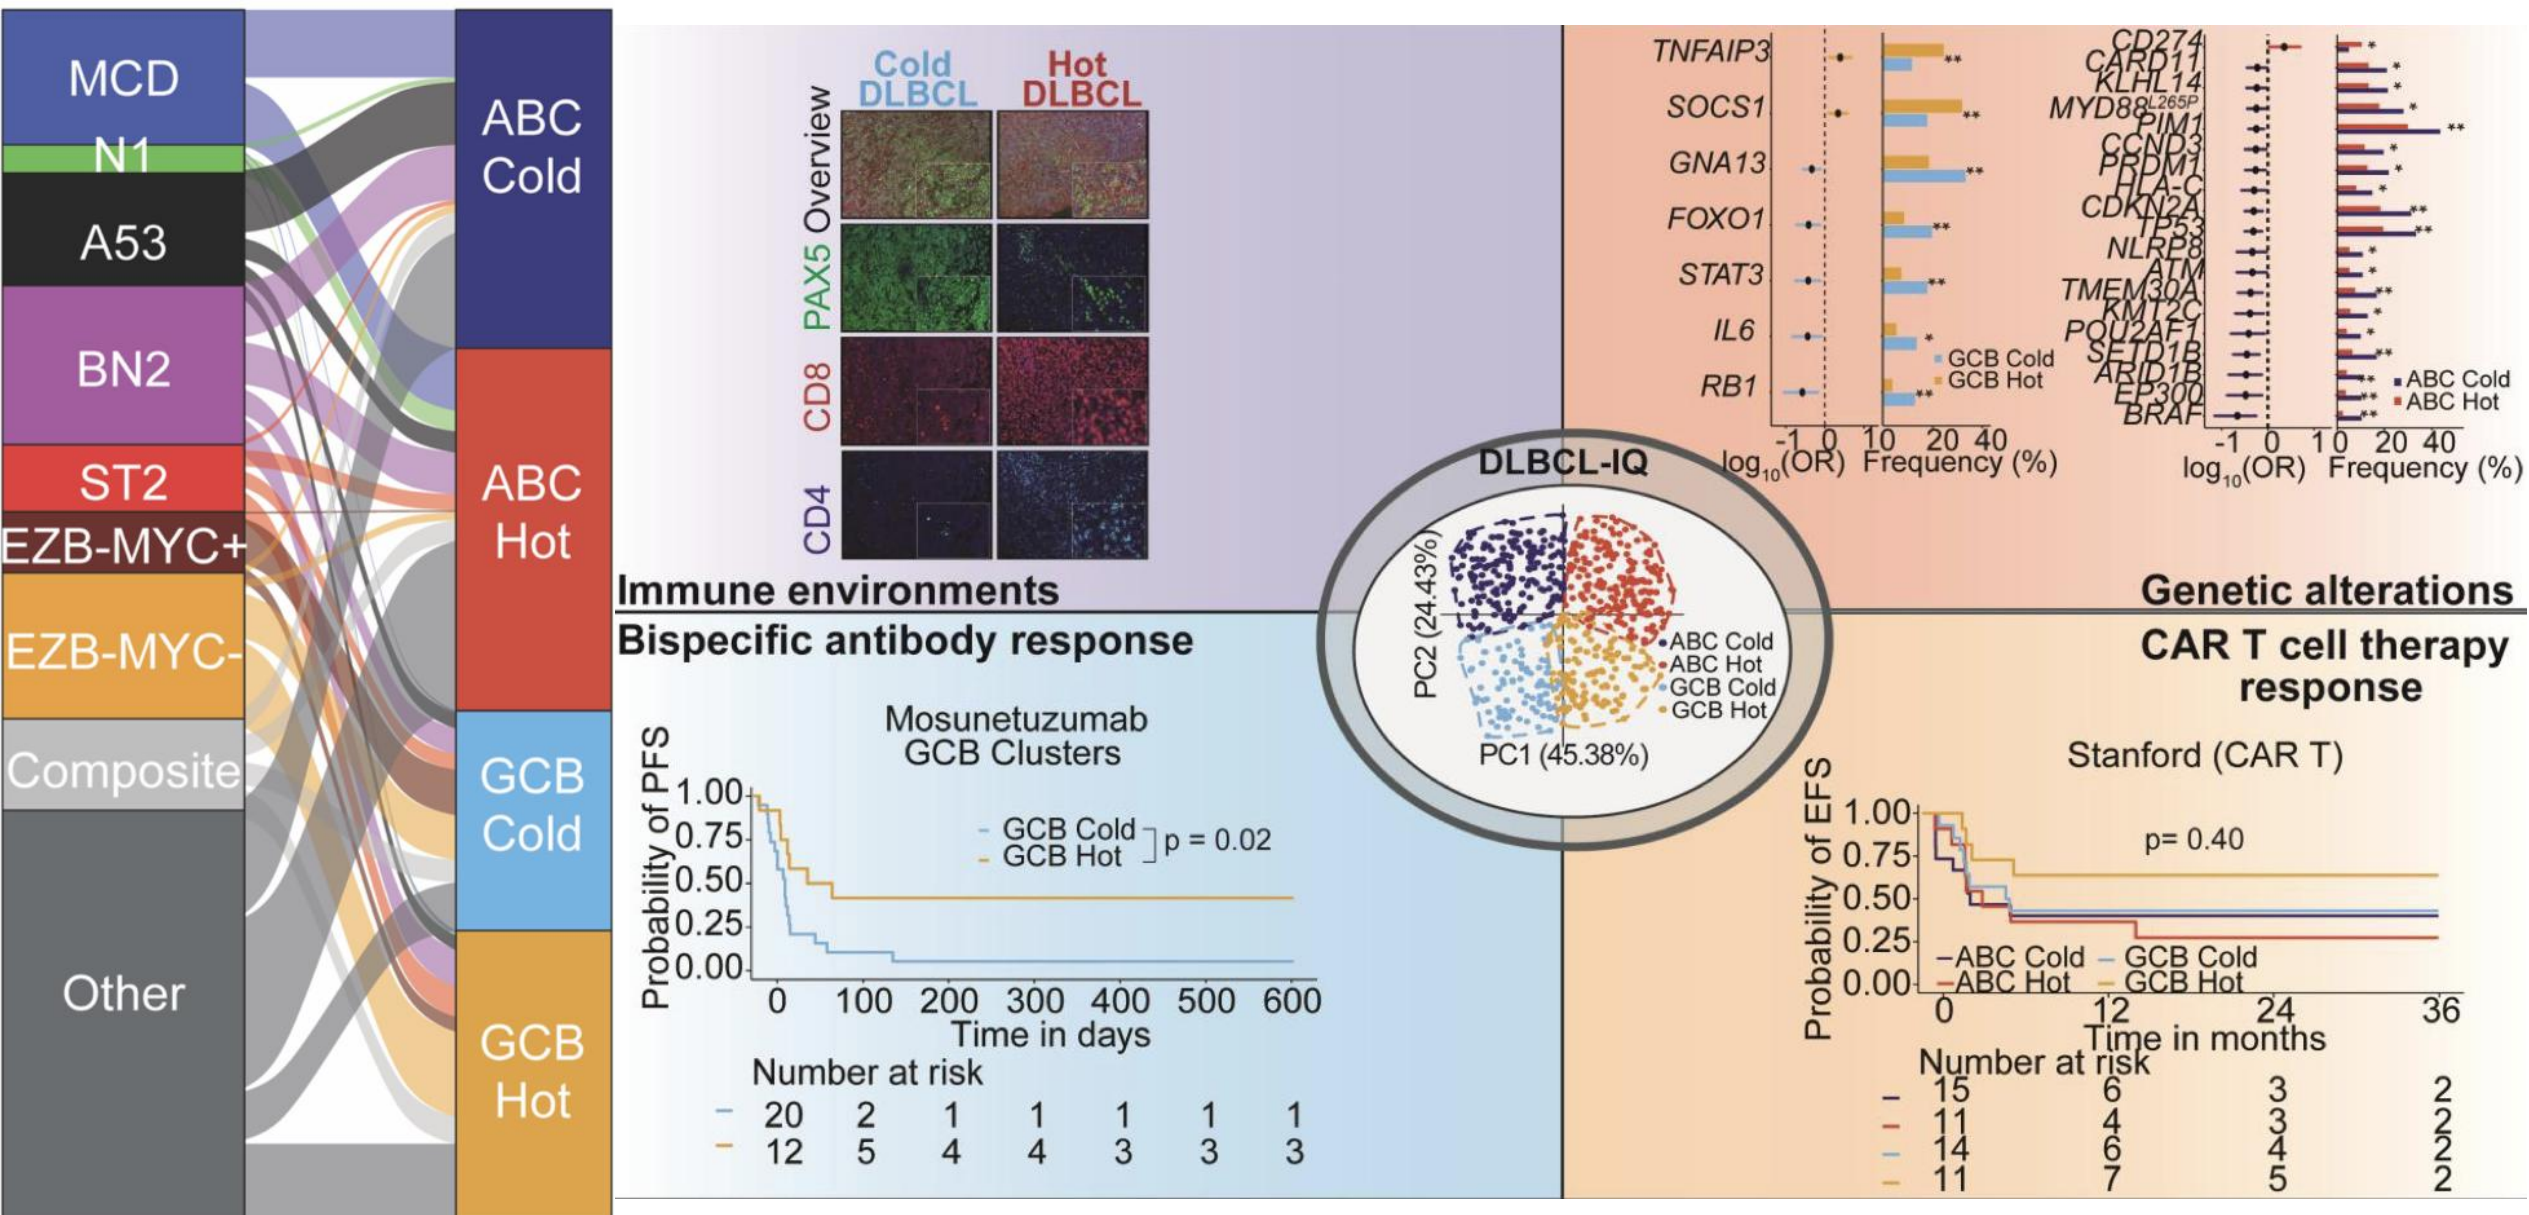 MCD
N1
A53
BN2
ST2
EZB-MYC+
EZB-MYC-
Composite
Other
ABC
Cold
ABC
Hot
GCB
Cold
GCB
Hot
Cold
DLBCL
Hot
DLBCL
Overview
PAX5
CD8
CD4
Immune environments
TNFAIP3
**
SOCS1
**
GNA13
**
FOXO1
**
STAT3
**
IL6
*
RB1
**
GCB Cold
GCB Hot
-1 0 1
0 20 40
log10(OR)
Frequency (%)
CD274 *
CARD11 *
KLHL14 *
MYD88L265P *
PIM1 **
CCND3 *
PRDM1 *
HLA-C *
CDKN2A **
TP53 **
NLRP8 *
ATM *
TMEM30A **
KMT2C *
POU2AF1 *
SETD1B **
ARID1B **
EP300 **
BRAF **
ABC Cold
ABC Hot
-1 0 1
0 20 40
log10(OR)
Frequency (%)
Genetic alterations
DLBCL-IQ
PC2 (24.43%)
ABC Cold
ABC Hot
GCB Cold
GCB Hot
PC1 (45.38%)
Bispecific antibody response
Mosunetuzumab
GCB Clusters
Probability of PFS
1.00
0.75
0.50
0.25
0.00
GCB Cold
GCB Hot
p = 0.02
0 100 200 300 400 500 600
Time in days
Number at risk
20 2 1 1 1 1 1
12 5 4 4 3 3 3
CAR T cell therapy
response
Stanford (CAR T)
Probability of EFS
1.00
0.75
0.50
0.25
0.00
p= 0.40
ABC Cold GCB Cold
ABC Hot GCB Hot
0 12 24 36
Time in months
Number at risk
15 6 3 2
11 4 3 2
14 6 4 2
11 7 5 2